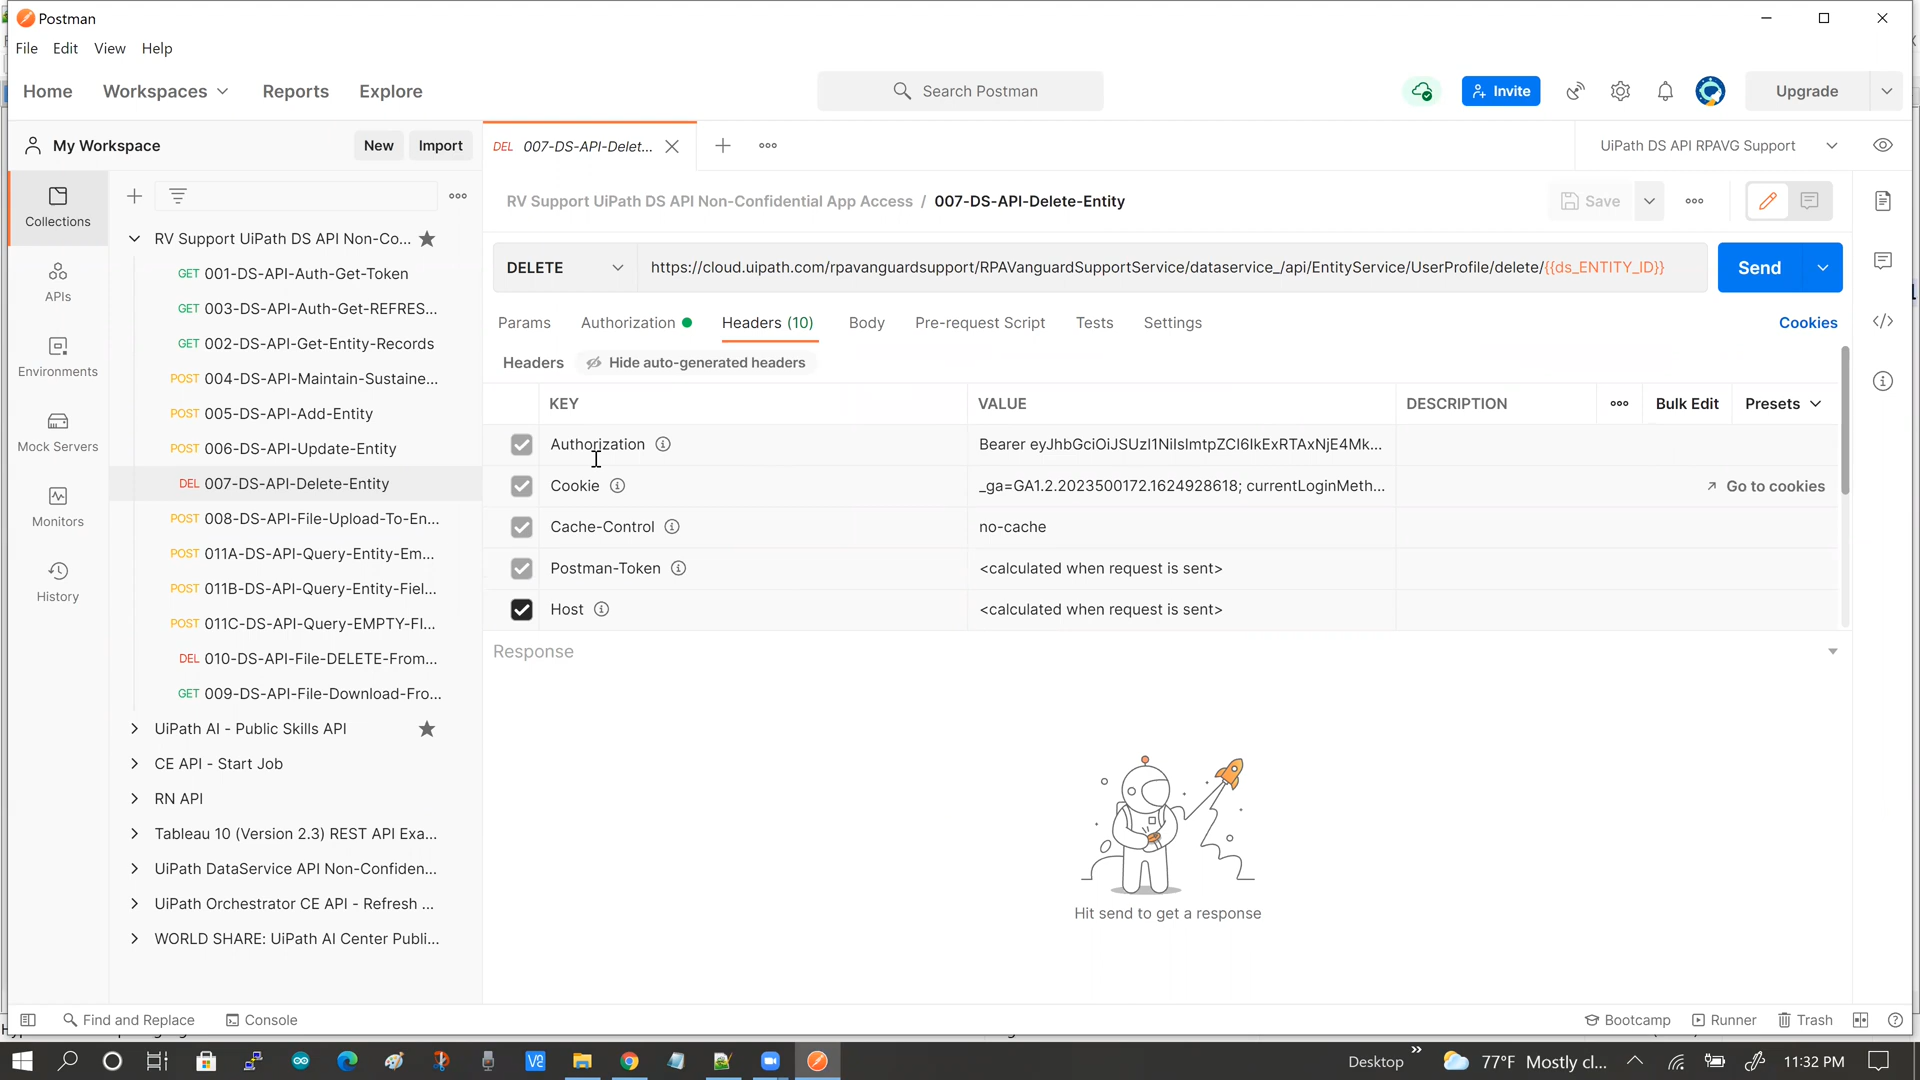 Postman
File Edit View Help
Home Workspaces Reports Explore Search Postman Invite Upgrade
My Workspace New Import DEL 007-DS-API-Delet... UiPath DS API RPAVG Support
Collections
APIs
Environments
Mock Servers
Monitors
History
RV Support UiPath DS API Non-Co...
GET 001-DS-API-Auth-Get-Token
GET 003-DS-API-Auth-Get-REFRES...
GET 002-DS-API-Get-Entity-Records
POST 004-DS-API-Maintain-Sustaine...
POST 005-DS-API-Add-Entity
POST 006-DS-API-Update-Entity
DEL 007-DS-API-Delete-Entity
POST 008-DS-API-File-Upload-To-En...
POST 011A-DS-API-Query-Entity-Em...
POST 011B-DS-API-Query-Entity-Fiel...
POST 011C-DS-API-Query-EMPTY-FI...
DEL 010-DS-API-File-DELETE-From...
GET 009-DS-API-File-Download-Fro...
UiPath AI - Public Skills API
CE API - Start Job
RN API
Tableau 10 (Version 2.3) REST API Exa...
UiPath DataService API Non-Confiden...
UiPath Orchestrator CE API - Refresh ...
WORLD SHARE: UiPath AI Center Publi...
RV Support UiPath DS API Non-Confidential App Access / 007-DS-API-Delete-Entity Save
DELETE https://cloud.uipath.com/rpavanguardsupport/RPAVanguardSupportService/dataservice_/api/EntityService/UserProfile/delete/{{ds_ENTITY_ID}} Send
Params Authorization Headers (10) Body Pre-request Script Tests Settings Cookies
Headers Hide auto-generated headers
KEY VALUE DESCRIPTION Bulk Edit Presets
Authorization Bearer eyJhbGciOiJSUzI1NiIsImtpZCI6IkExRTAxNjE4Mk...
Cookie _ga=GA1.2.2023500172.1624928618; currentLoginMeth... Go to cookies
Cache-Control no-cache
Postman-Token <calculated when request is sent>
Host <calculated when request is sent>
Response
Hit send to get a response
Find and Replace Console Bootcamp Runner Trash
Desktop 77°F Mostly cl... 11:32 PM